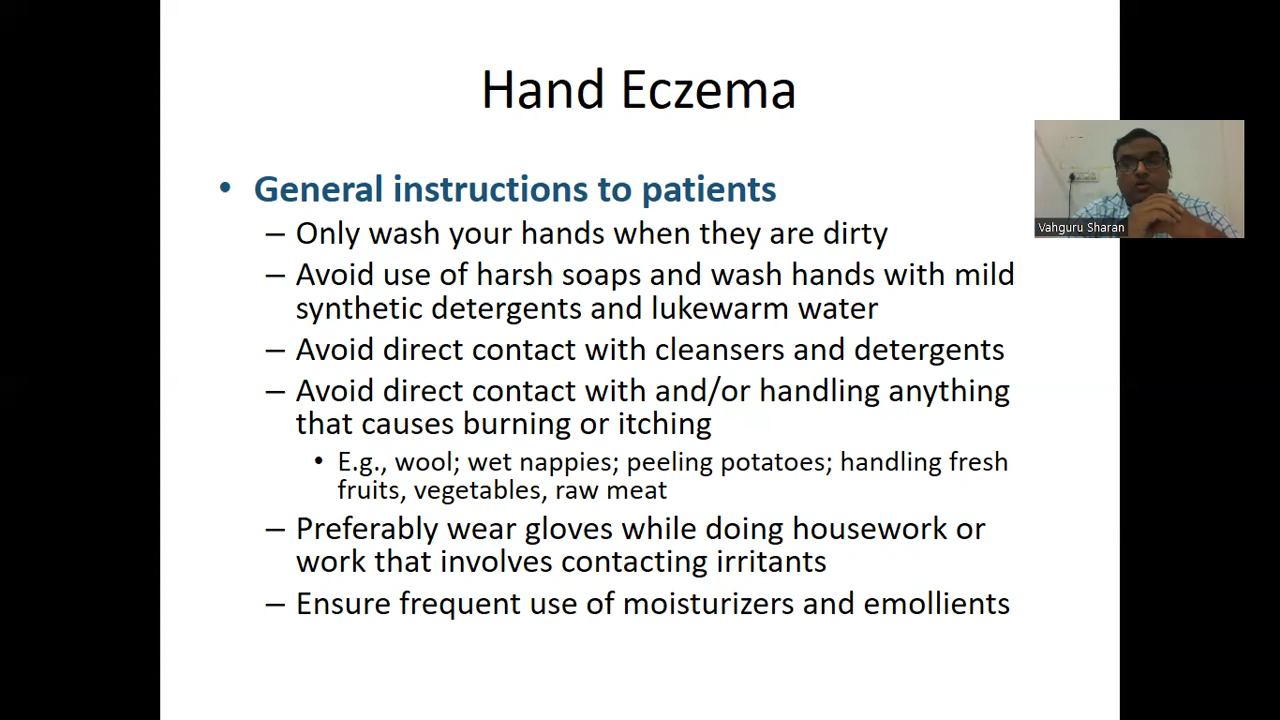 Hand Eczema
• General instructions to patients
– Only wash your hands when they are dirty
– Avoid use of harsh soaps and wash hands with mild
synthetic detergents and lukewarm water
– Avoid direct contact with cleansers and detergents
– Avoid direct contact with and/or handling anything
that causes burning or itching
• E.g., wool; wet nappies; peeling potatoes; handling fresh
fruits, vegetables, raw meat
– Preferably wear gloves while doing housework or
work that involves contacting irritants
– Ensure frequent use of moisturizers and emollients
Vahguru Sharan